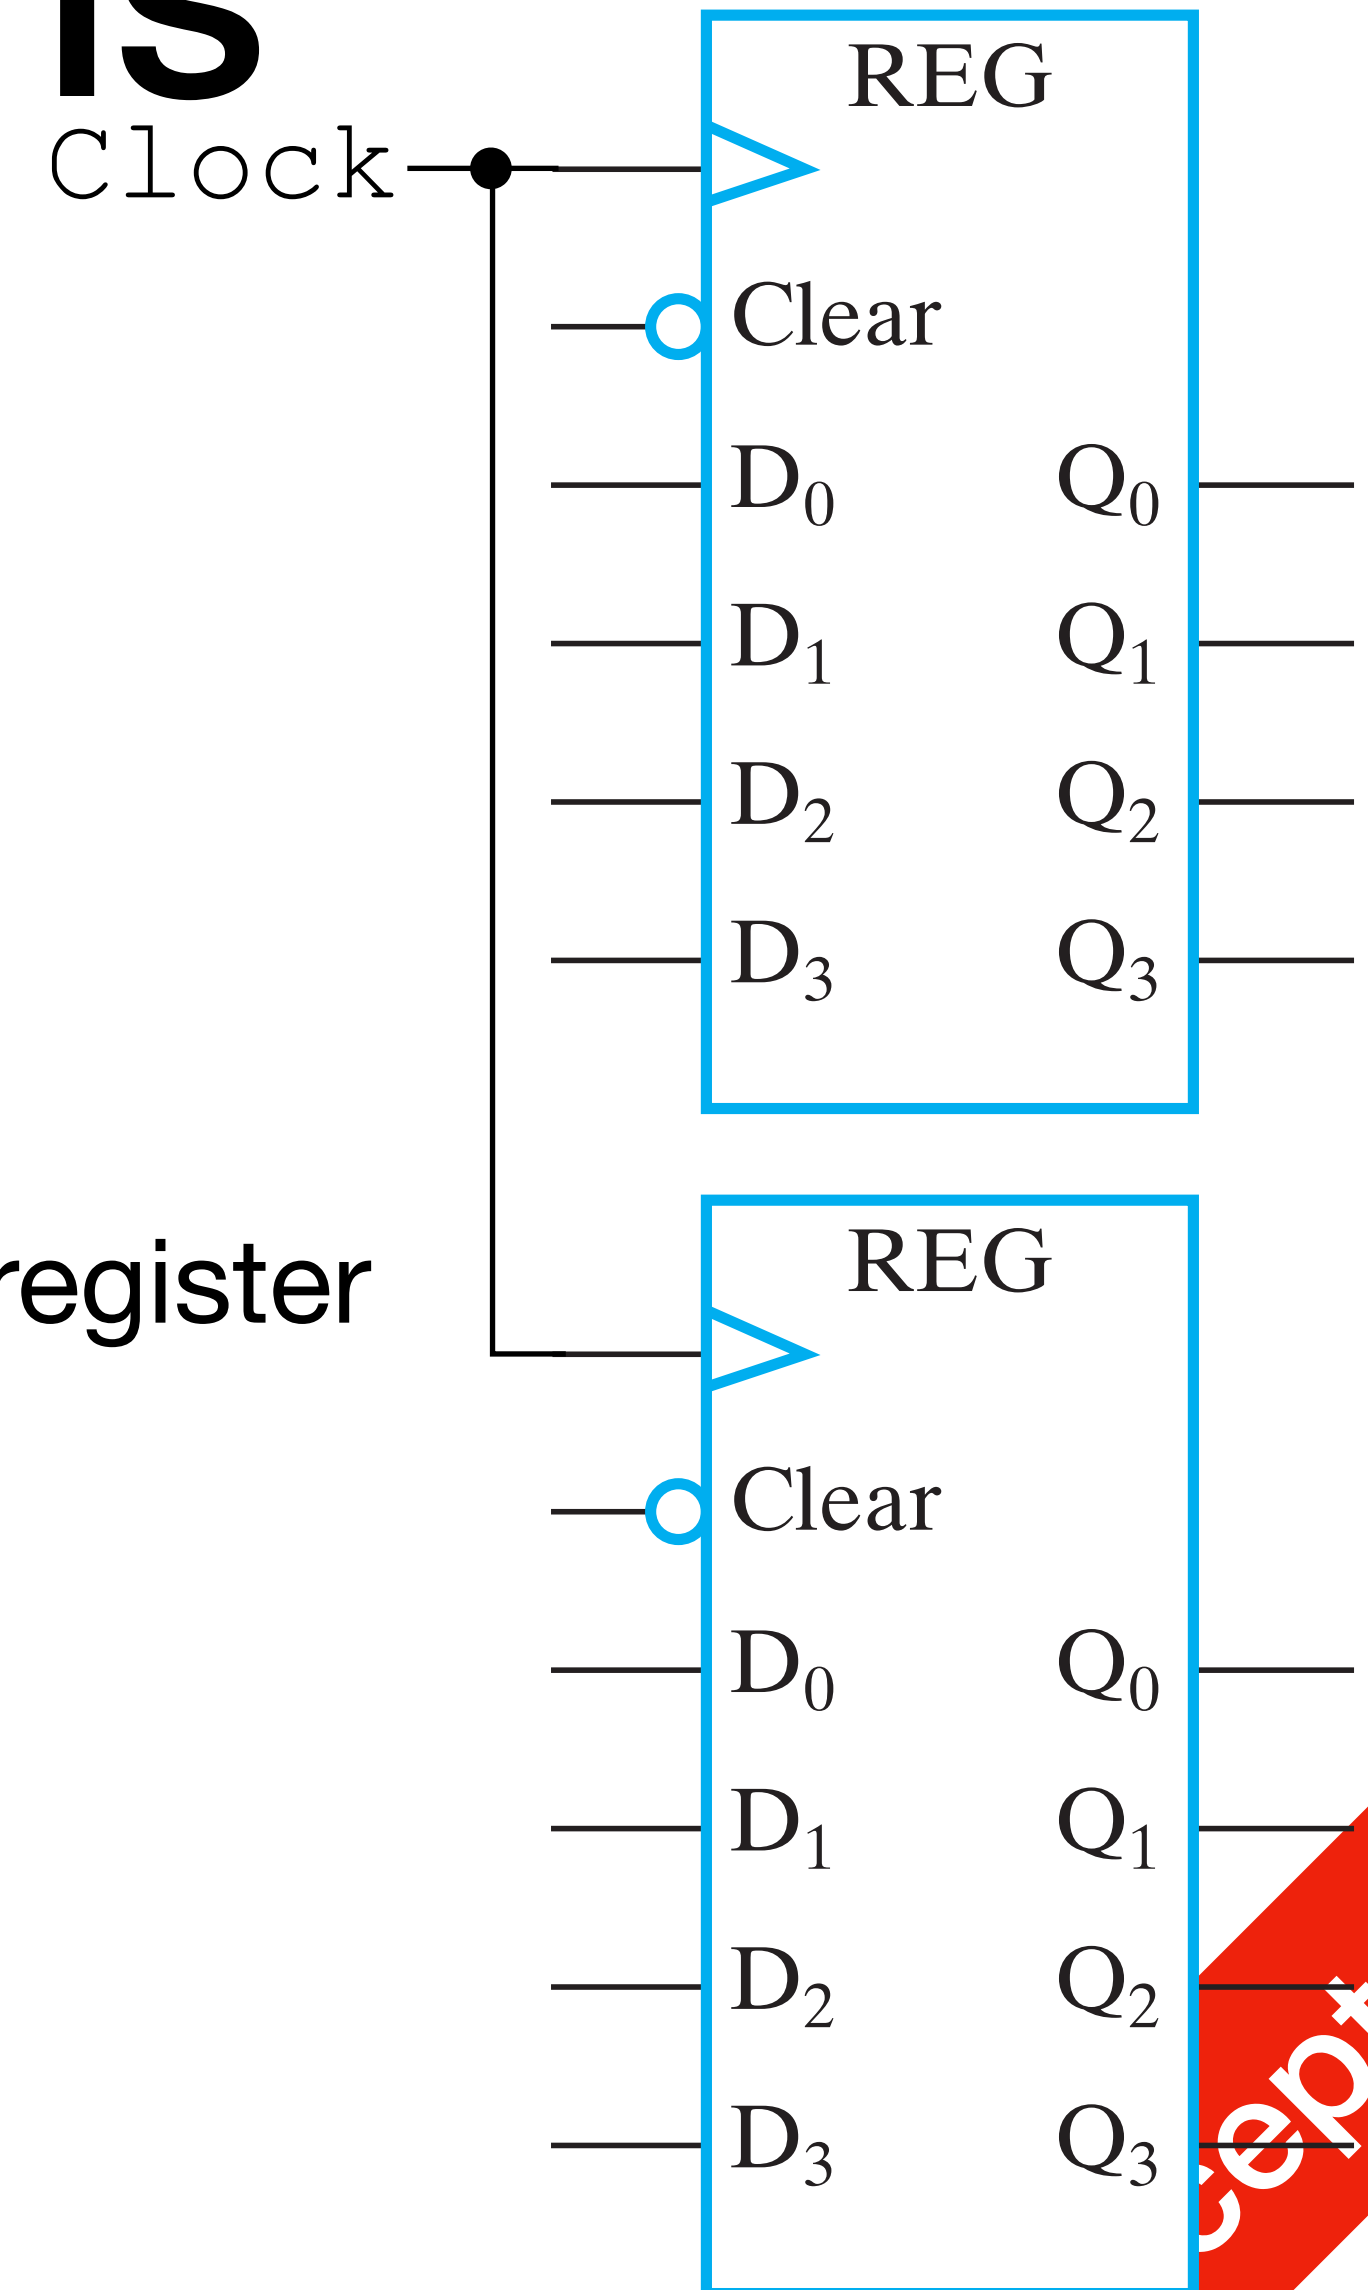 Clock
REG
Clear
D0 Q0
D1 Q1
D2 Q2
D3 Q3
register
REG
Clear
D0 Q0
D1 Q1
D2 Q2
D3 Q3